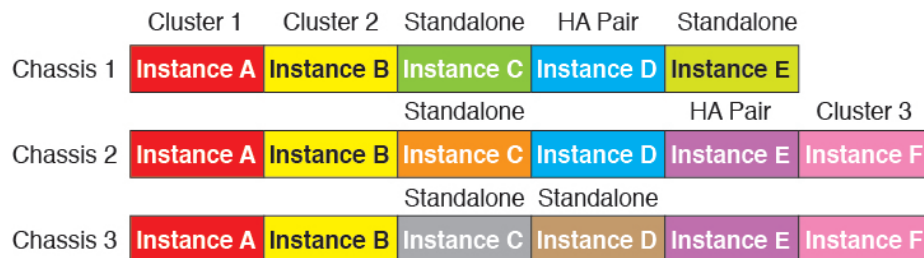 Cluster 1 Cluster 2 Standalone HA Pair Standalone
Chassis 1 Instance A Instance B Instance C Instance D Instance E
Standalone HA Pair Cluster 3
Chassis 2 Instance A Instance B Instance C Instance D Instance E Instance F
Standalone Standalone
Chassis 3 Instance A Instance B Instance C Instance D Instance E Instance F